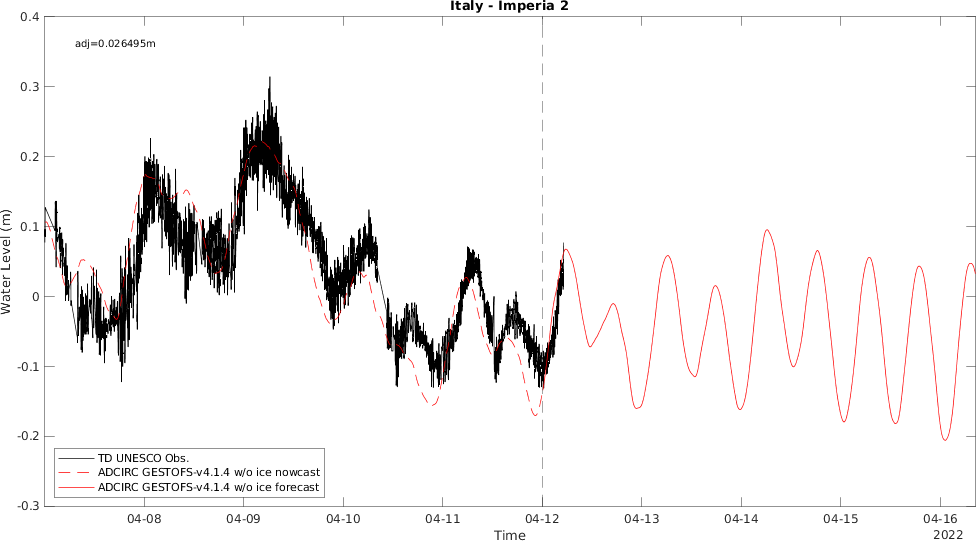 Italy - Imperia 2
adj=0.026495m
0.4
0.3
0.2
0.1
0
-0.1
-0.2
-0.3
Water Level (m)
TD UNESCO Obs.
ADCIRC GESTOFS-v4.1.4 w/o ice nowcast
ADCIRC GESTOFS-v4.1.4 w/o ice forecast
04-08 04-09 04-10 04-11 04-12 04-13 04-14 04-15 04-16
Time
2022